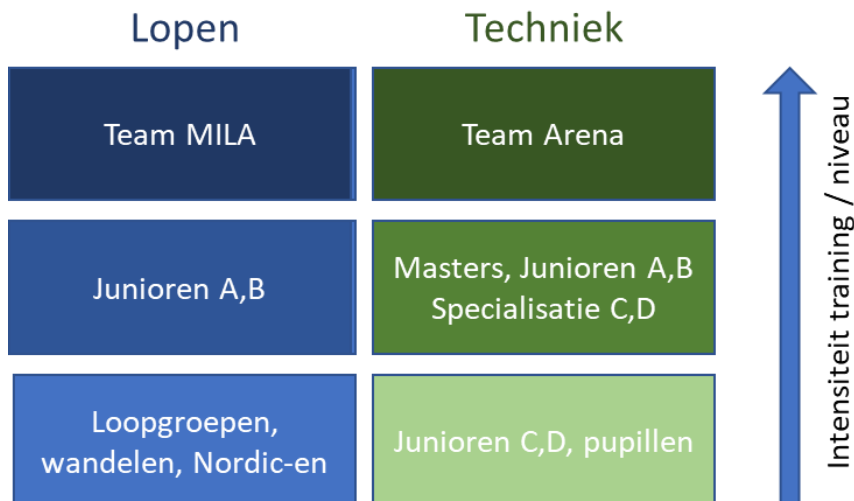 Lopen
Techniek
Team MILA
Team Arena
Junioren A,B
Masters, Junioren A,B
Specialisatie C,D
Loopgroepen,
wandelen, Nordic-en
Junioren C,D, pupillen
Intensiteit training / niveau